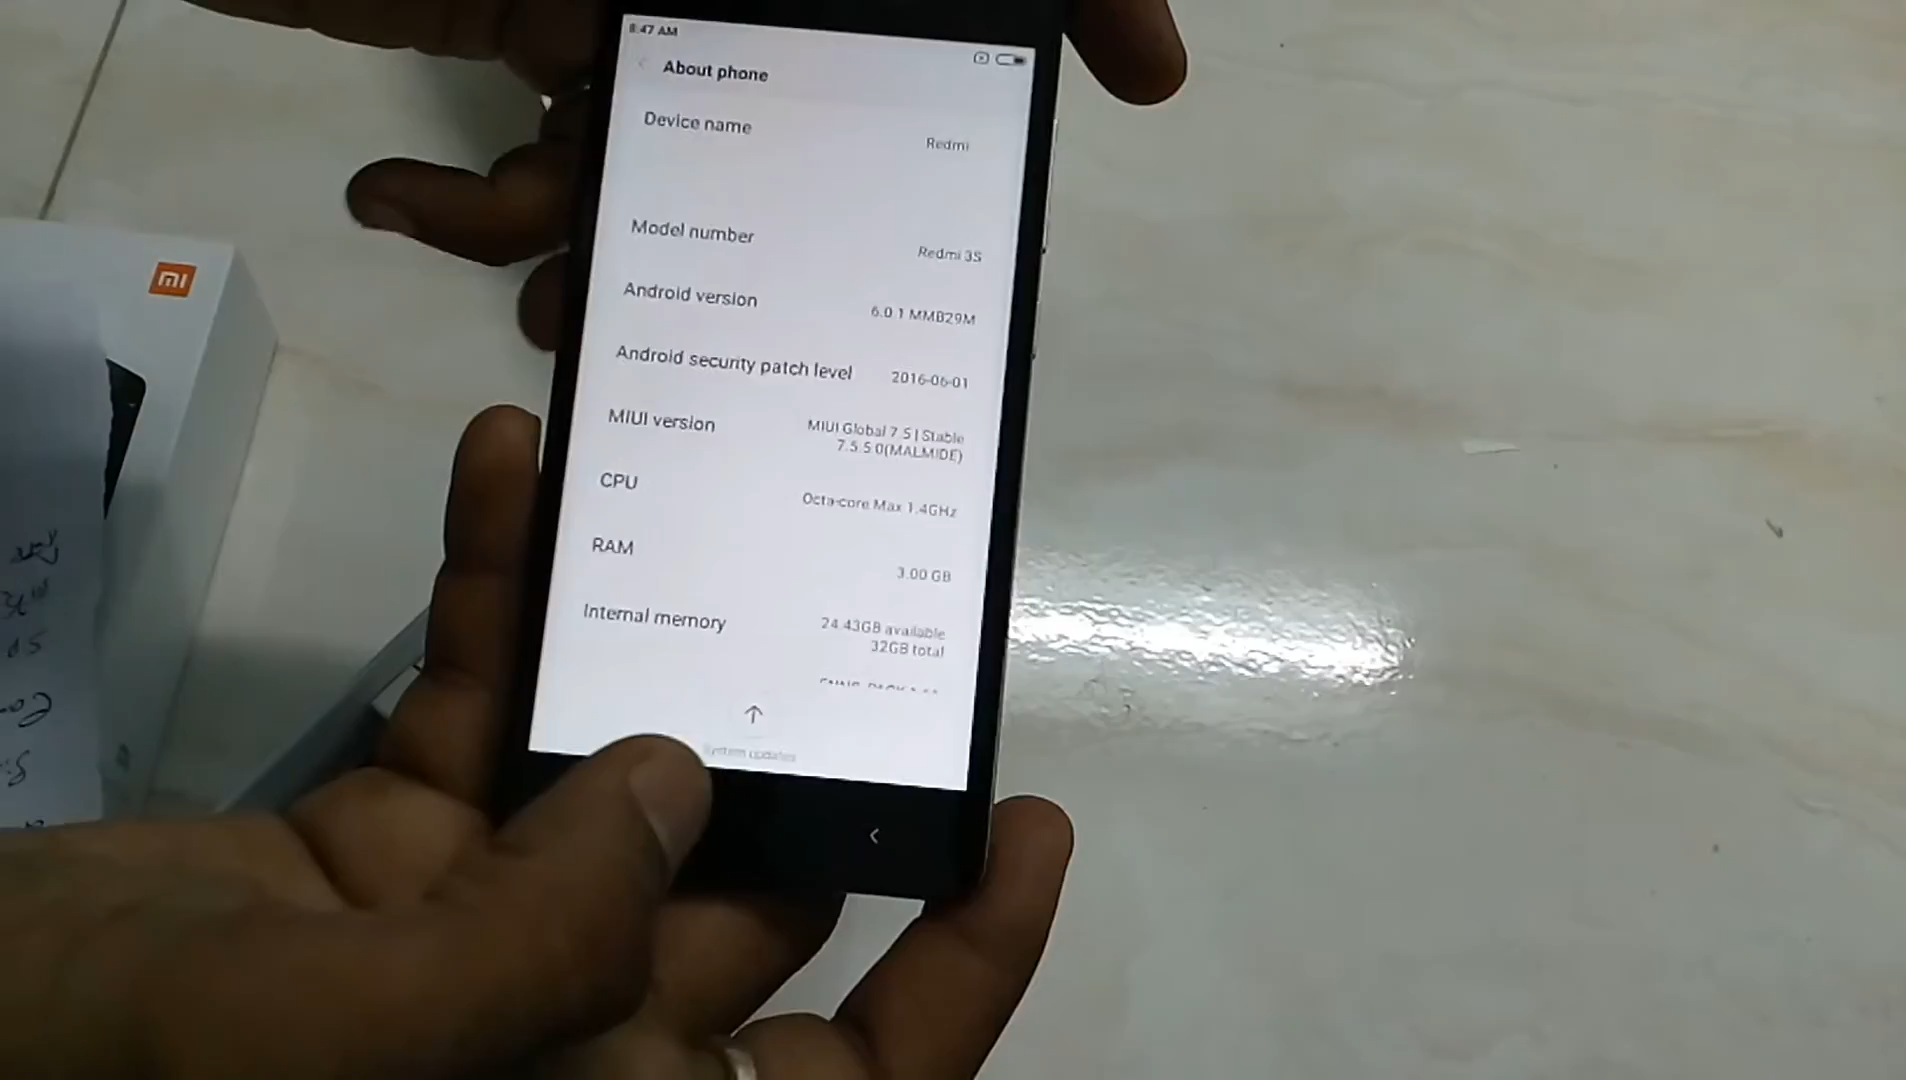 8:47 AM
About phone
Device name
Redmi
Model number
Redmi 3S
Android version
6.0.1 MMB29M
Android security patch level
2016-06-01
MIUI version
MIUI Global 7.5 | Stable
7.5.5.0(MALMIDE)
CPU
Octa-core Max 1.4GHz
RAM
3.00 GB
Internal memory
24.43GB available
32GB total
System updates
mi